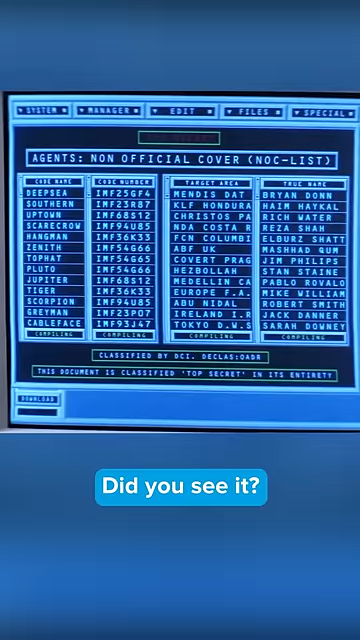 SYSTEM MANAGER EDIT FILES SPECIAL
AGENTS: NON OFFICIAL COVER (NOC-LIST)
CODE NAME CODE NUMBER TARGET AREA TRUE NAME
DEEPSEA IMF25GF4 MENDIS DAT BRYAN DONN
SOUTHERN IMF23R87 KLF HONDURA HAIM HAYKAL
UPTOWN IMF68S12 CHRISTOS PA RICH WATER
SCARECROW IMF94U85 NDA COSTA R REZA SHAH
HANGMAN IMF36K33 FCN COLUMBI ELBURZ SHATT
ZENITH IMF54G66 ABF UK MASHHAD GUM
TOPHAT IMF54G65 COVERT PRAG JIM PHILIPS
PLUTO IMF54G66 HEZBOLLAH STAN STAINE
JUPITER IMF68S12 MEDELLIN CA PABLO ROVALO
TIGER IMF36K33 EUROPE F.A. MIKE WILLIAM
SCORPION IMF94U85 ABU NIDAL ROBERT SMITH
GREYMAN IMF23P07 IRELAND I.R JACK DANNER
CABLEFACE IMF93J47 TOKYO D.W.S SARAH DOWNEY
COMPILING COMPILING COMPILING COMPILING
CLASSIFIED BY DCI. DECLAS:OADR
THIS DOCUMENT IS CLASSIFIED 'TOP SECRET' IN ITS ENTIRETY
DOWNLOAD
Did you see it?